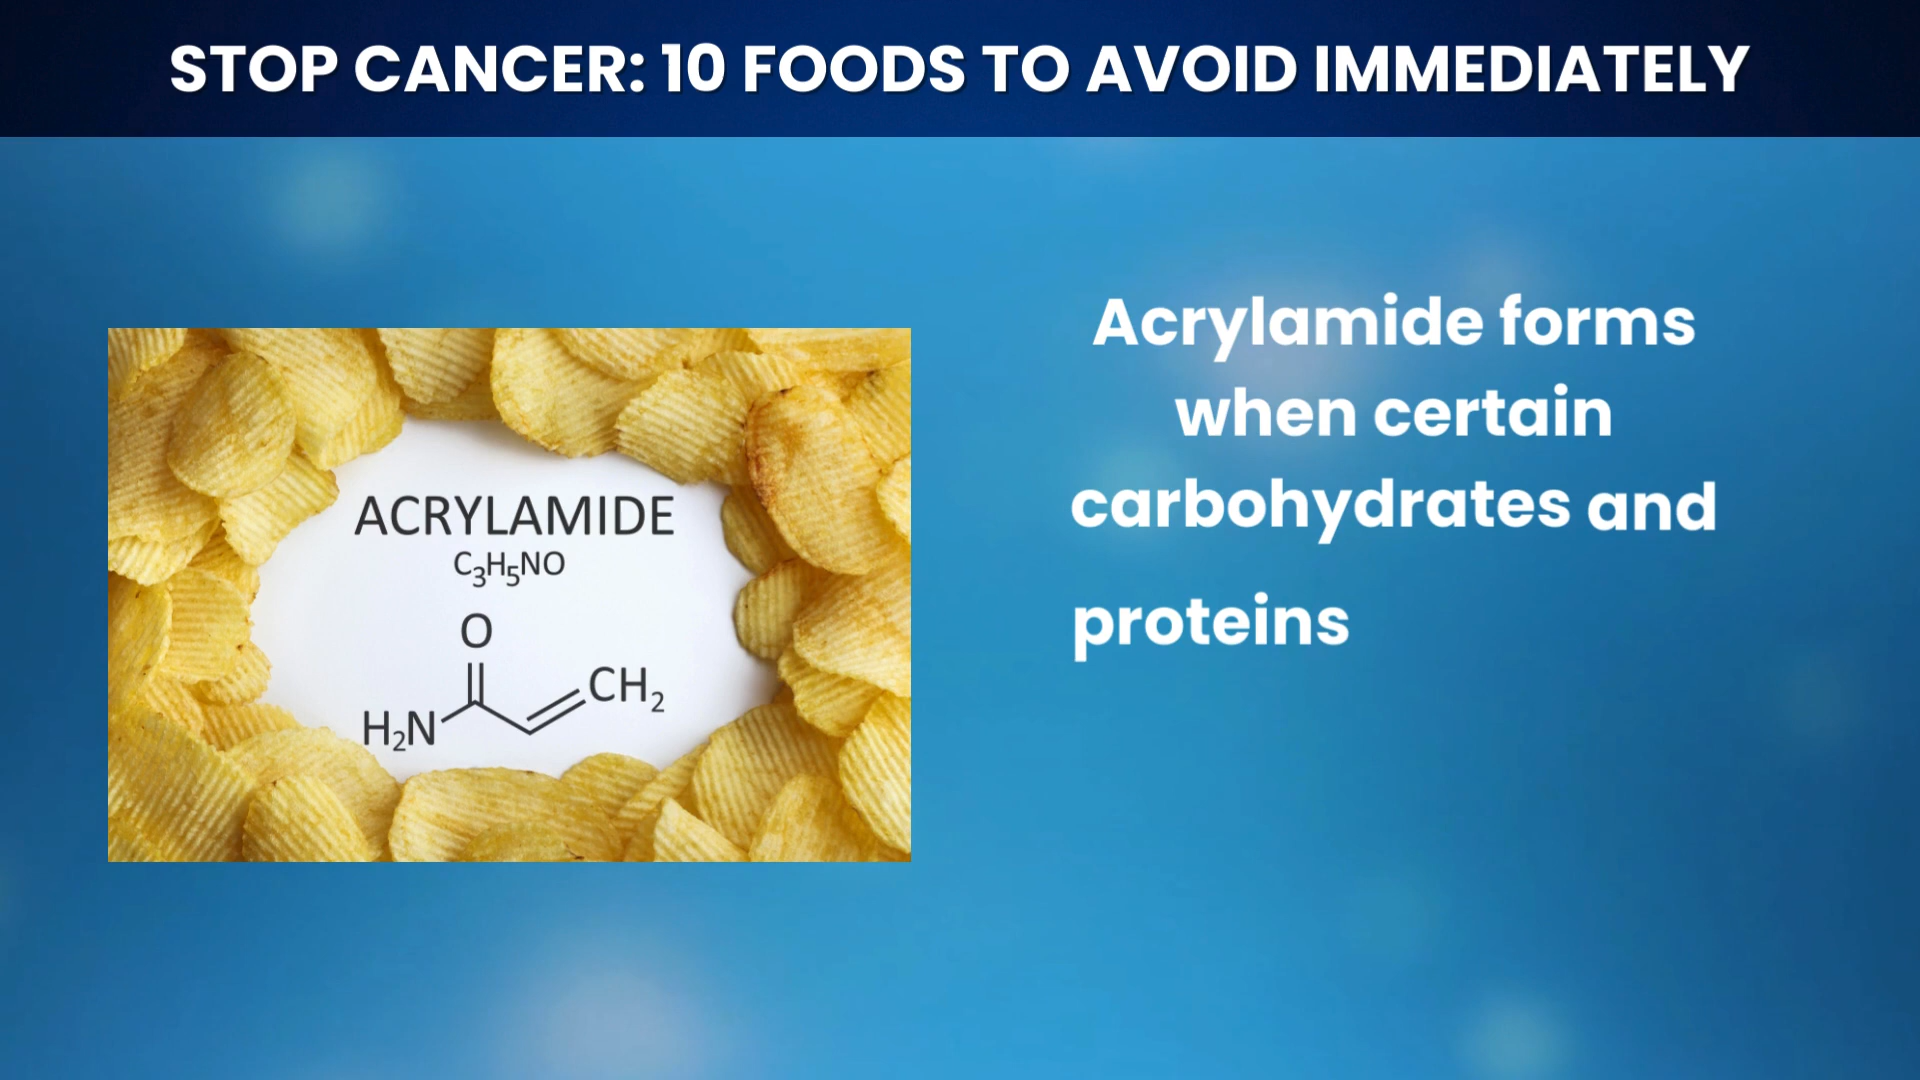 STOP CANCER: 10 FOODS TO AVOID IMMEDIATELY
ACRYLAMIDE
C₃H₅NO
O
CH₂
H₂N
Acrylamide forms
when certain
carbohydrates and
proteins